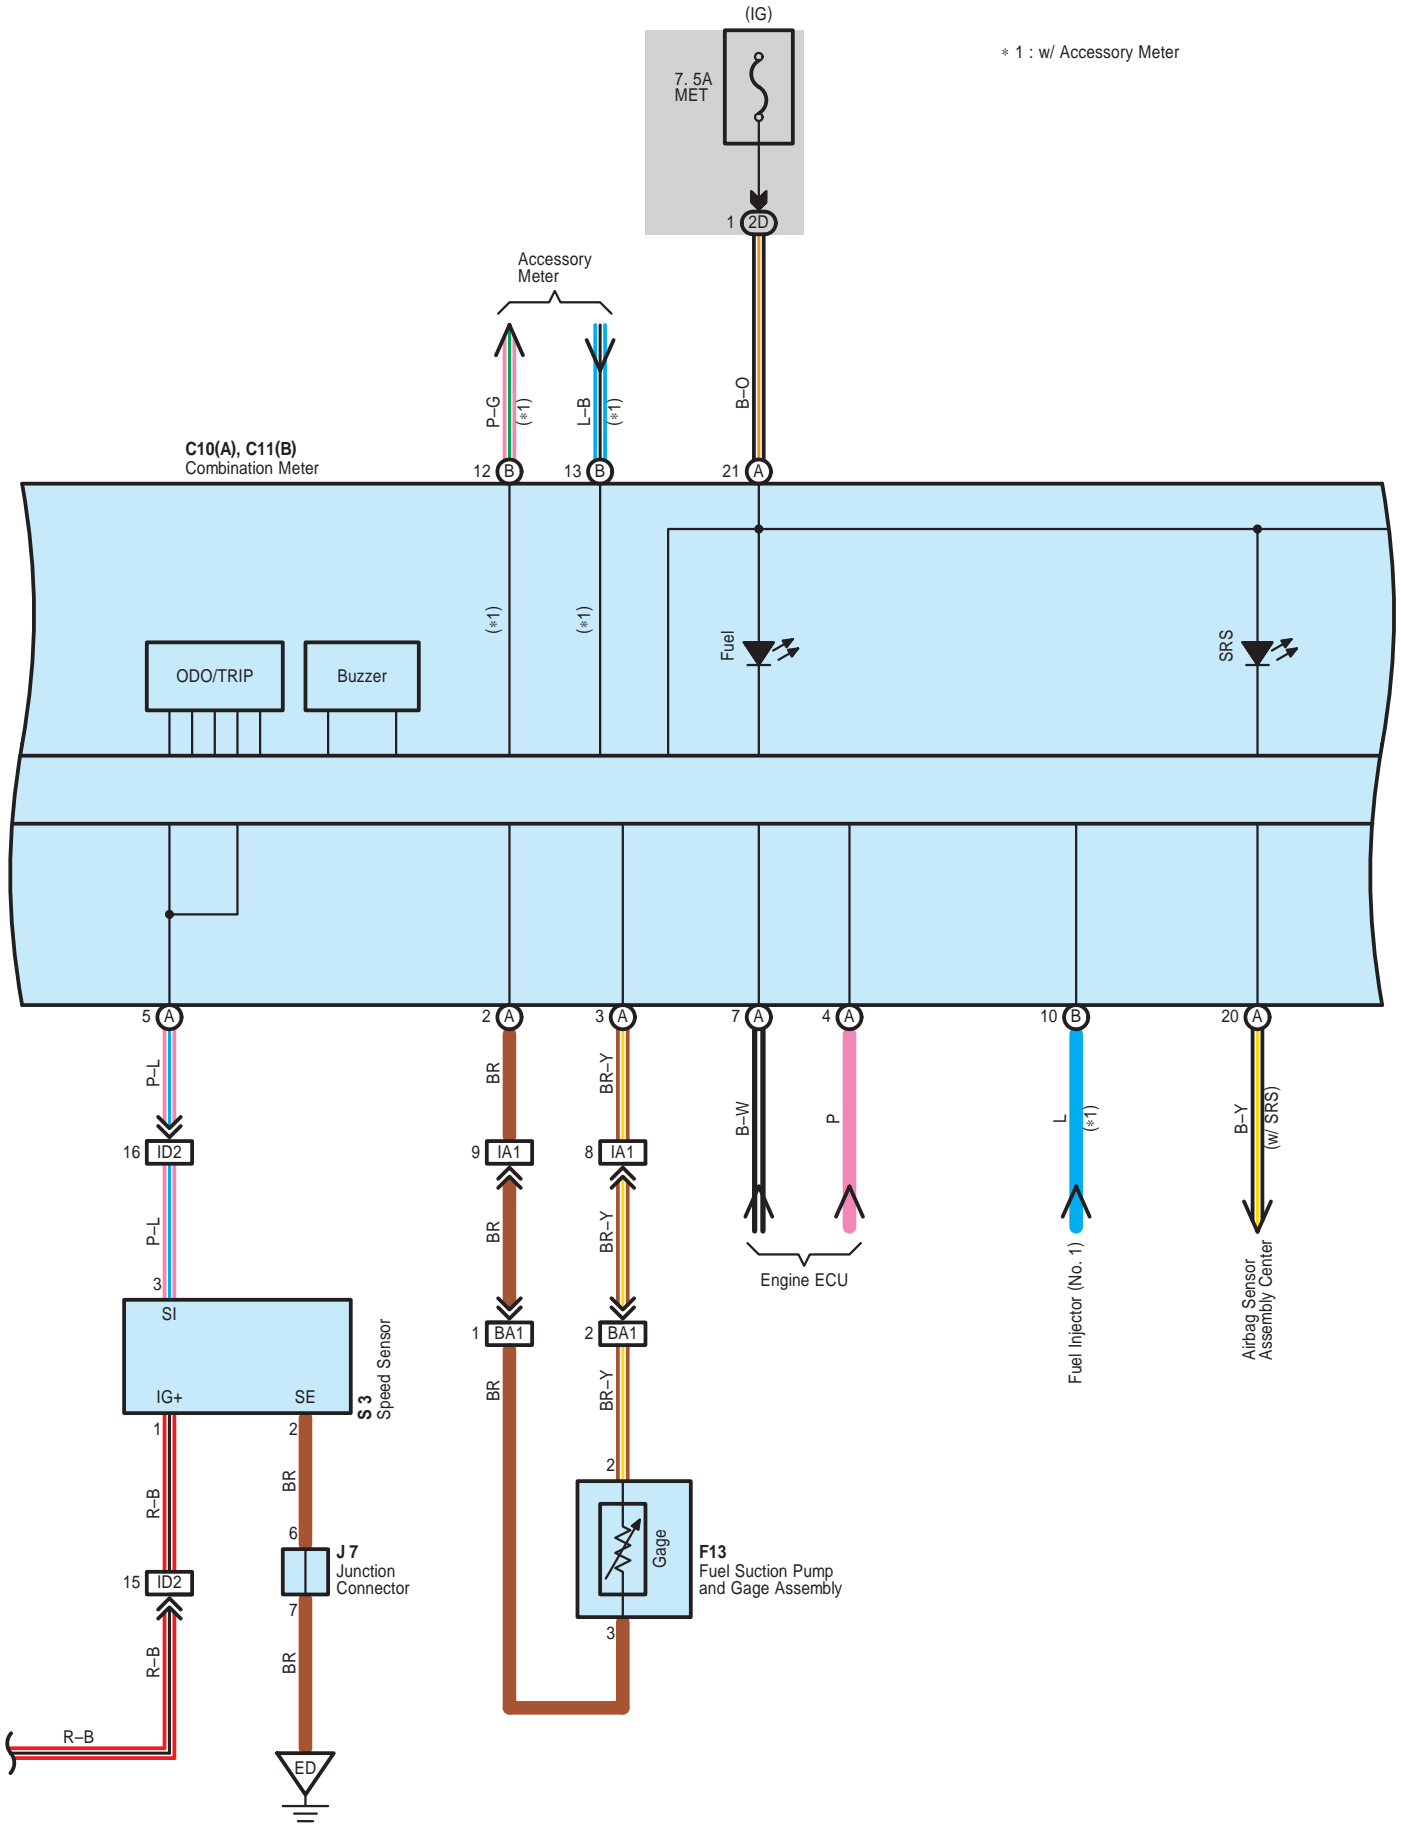 (IG)
* 1 : w/ Accessory Meter
7. 5A
MET
1 2D
Accessory
Meter
P–G
(*1)
L–B
(*1)
B–O
C10(A), C11(B)
Combination Meter
12 B
13 B
21 A
(*1)
(*1)
Fuel
SRS
ODO/TRIP
Buzzer
5 A
2 A
3 A
7 A
4 A
10 B
20 A
P–L
BR
BR–Y
B–W
P
L
(*1)
B–Y
(w/ SRS)
16 ID2
9 IA1
8 IA1
P–L
BR
BR–Y
Engine ECU
Fuel Injector (No. 1)
Airbag Sensor
Assembly Center
3
SI
IG+
SE
S 3
Speed Sensor
1 BA1
2 BA1
1
2
BR
BR–Y
R–B
BR
2
6
J 7
Junction
Connector
7
Gage
F13
Fuel Suction Pump
and Gage Assembly
3
15 ID2
R–B
BR
R–B
ED